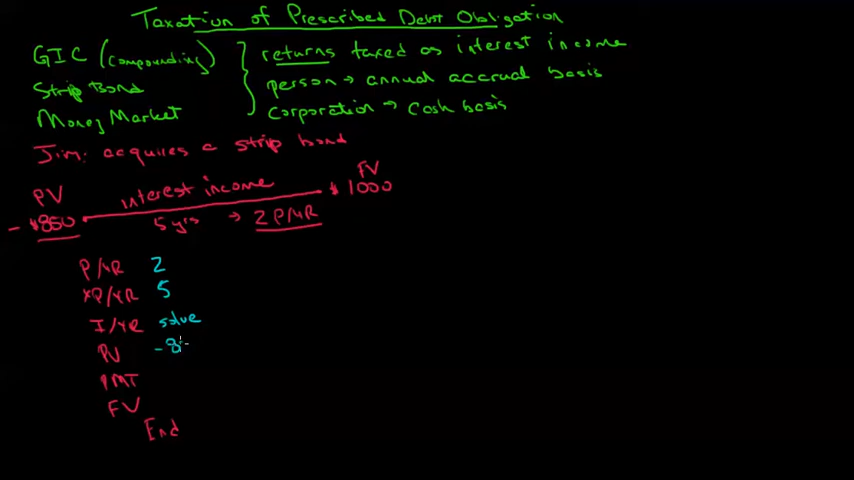 Taxation of Prescribed Debt Obligation
GIC (compounding)
Strip Bond
Money Market
returns taxed as interest income
person → annual accrual basis
corporation → cash basis
Jim: acquires a strip bond
PV
interest income
FV
- $850
5 yrs → 2 P/YR
$1000
P/YR 2
xP/YR 5
I/YR solve
PV -8
PMT
FV
End